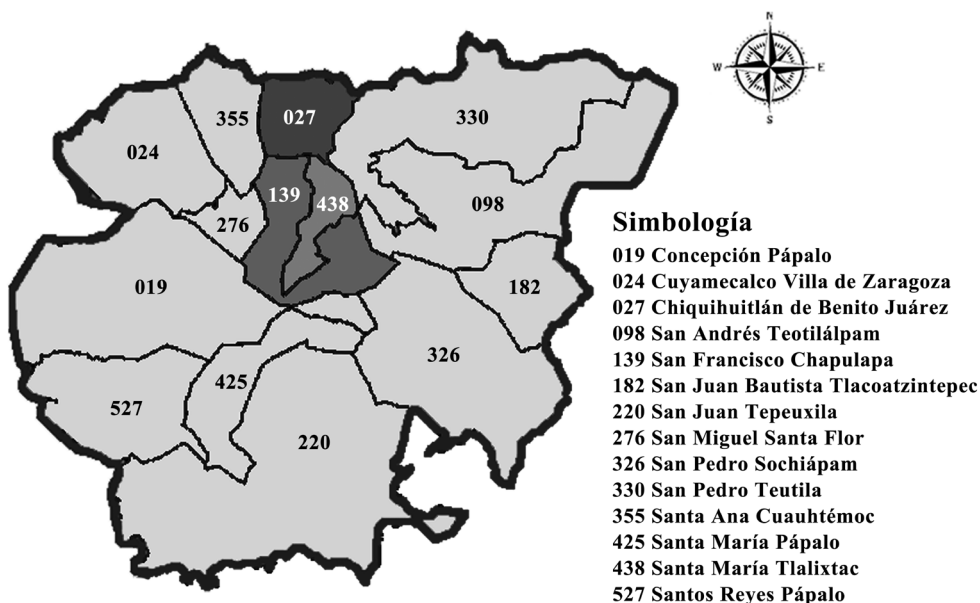 N
W E
S
355
027
330
024
139
438
098
276
019
182
326
425
527
220
Simbología
019 Concepción Pápalo
024 Cuyamecalco Villa de Zaragoza
027 Chiquihuitlán de Benito Juárez
098 San Andrés Teotilálpam
139 San Francisco Chapulapa
182 San Juan Bautista Tlacoatzintepec
220 San Juan Tepeuxila
276 San Miguel Santa Flor
326 San Pedro Sochiápam
330 San Pedro Teutila
355 Santa Ana Cuauhtémoc
425 Santa María Pápalo
438 Santa María Tlalixtac
527 Santos Reyes Pápalo